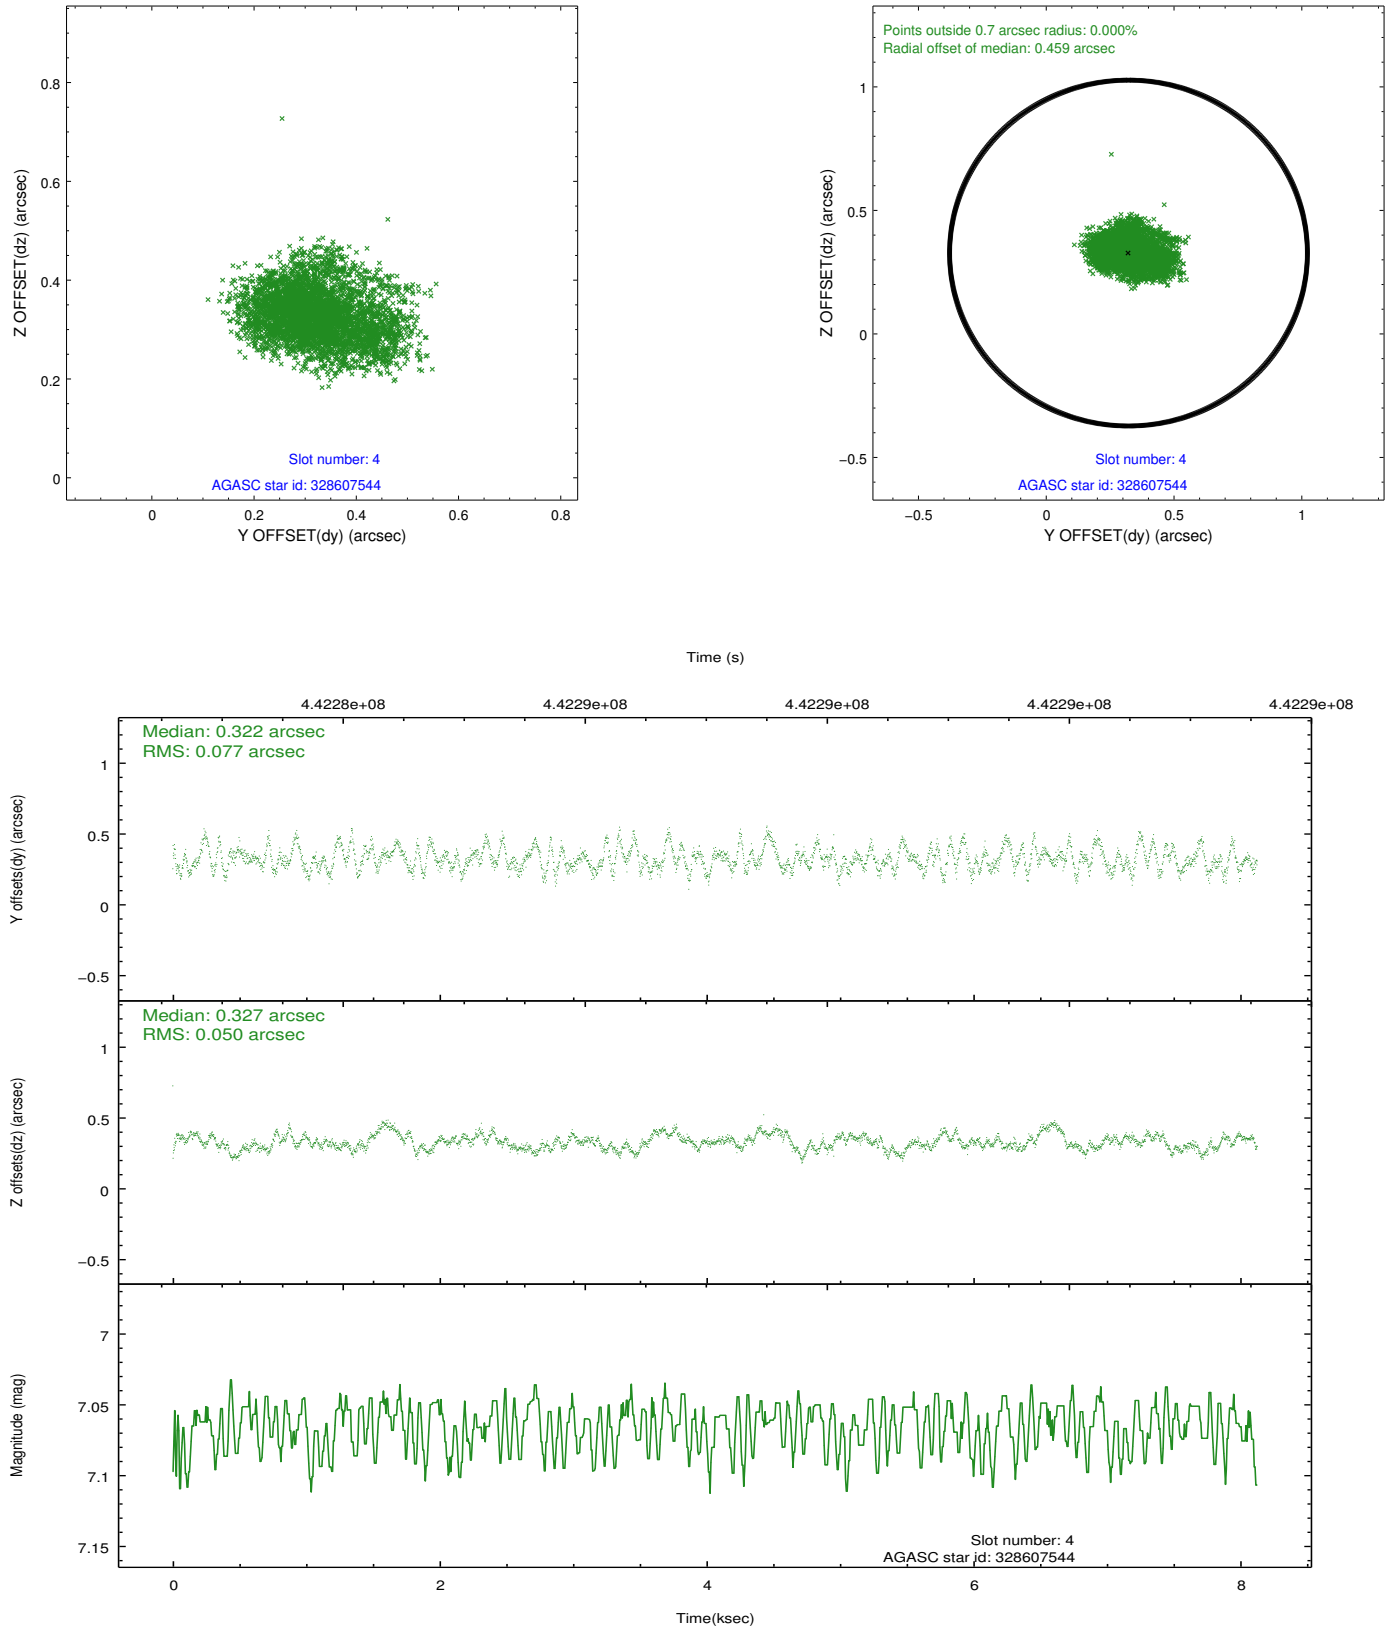 0.8
0.6
0.4
0.2
0
Z OFFSET(dz) (arcsec)
Slot number: 4
AGASC star id: 328607544
0 0.2 0.4 0.6 0.8
Y OFFSET(dy) (arcsec)
Points outside 0.7 arcsec radius: 0.000%
Radial offset of median: 0.459 arcsec
1
0.5
0
−0.5
Z OFFSET(dz) (arcsec)
Slot number: 4
AGASC star id: 328607544
−0.5 0 0.5 1
Y OFFSET(dy) (arcsec)
Time (s)
4.4228e+08 4.4229e+08 4.4229e+08 4.4229e+08 4.4229e+08
Median: 0.322 arcsec
RMS: 0.077 arcsec
1
0.5
0
−0.5
Y offsets(dy) (arcsec)
Median: 0.327 arcsec
RMS: 0.050 arcsec
1
0.5
0
−0.5
Z offsets(dz) (arcsec)
7
7.05
7.1
7.15
Magnitude (mag)
Slot number: 4
AGASC star id: 328607544
0 2 4 6 8
Time(ksec)